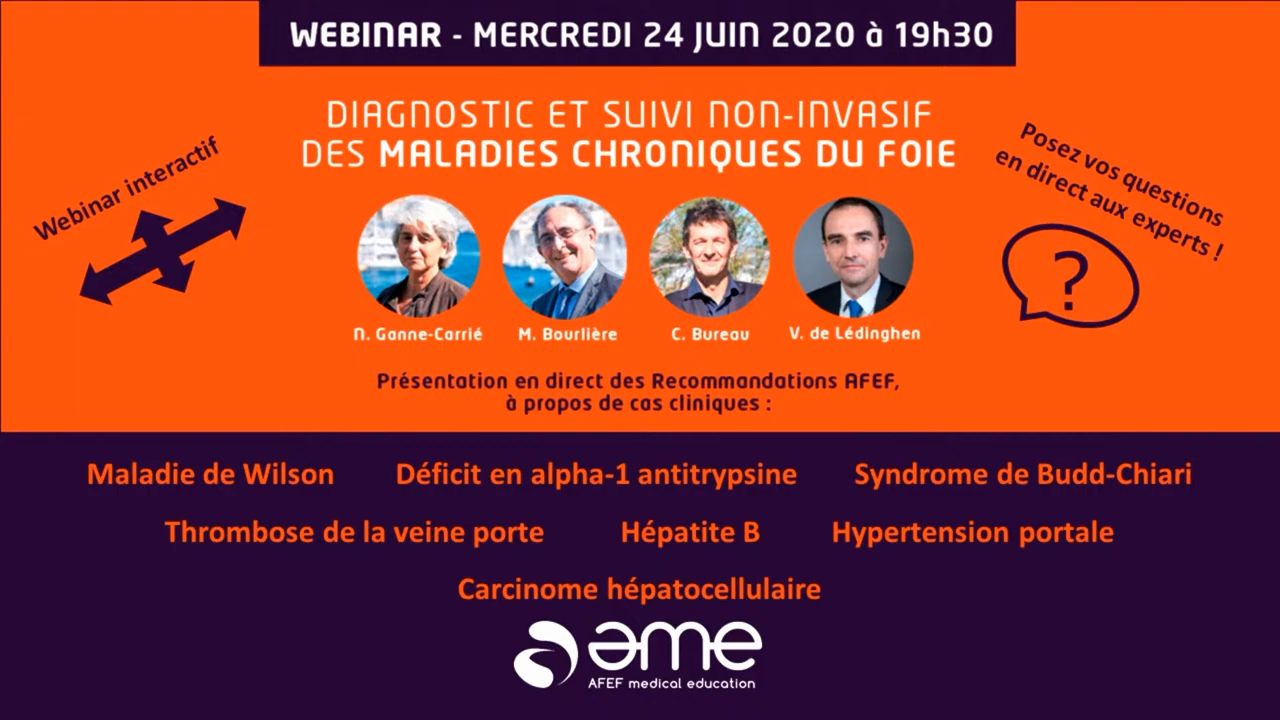 WEBINAR - MERCREDI 24 JUIN 2020 à 19h30
DIAGNOSTIC ET SUIVI NON-INVASIF
DES MALADIES CHRONIQUES DU FOIE
Webinar interactif
Posez vos questions
en direct aux experts !
?
N. Ganne-Carrié M. Bourlière C. Bureau V. de Lédinghen
Présentation en direct des Recommandations AFEF,
à propos de cas cliniques :
Maladie de Wilson Déficit en alpha-1 antitrypsine Syndrome de Budd-Chiari
Thrombose de la veine porte Hépatite B Hypertension portale
Carcinome hépatocellulaire
ame
AFEF medical education